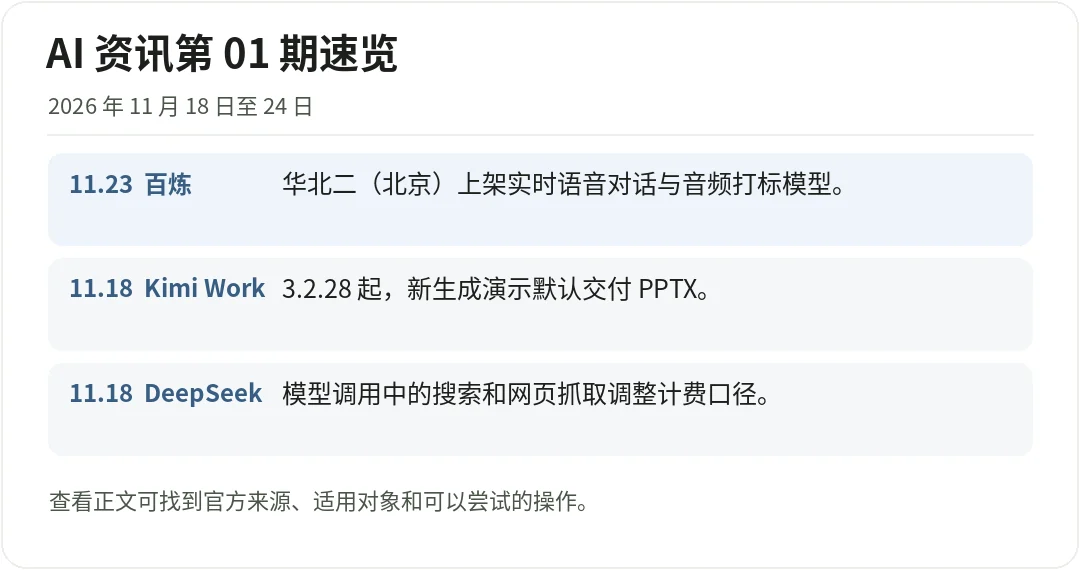 AI 资讯第 01 期速览
2026 年 11 月 18 日至 24 日
11.23 百炼 华北二（北京）上架实时语音对话与音频打标模型。
11.18 Kimi Work 3.2.28 起，新生成演示默认交付 PPTX。
11.18 DeepSeek 模型调用中的搜索和网页抓取调整计费口径。
查看正文可找到官方来源、适用对象和可以尝试的操作。